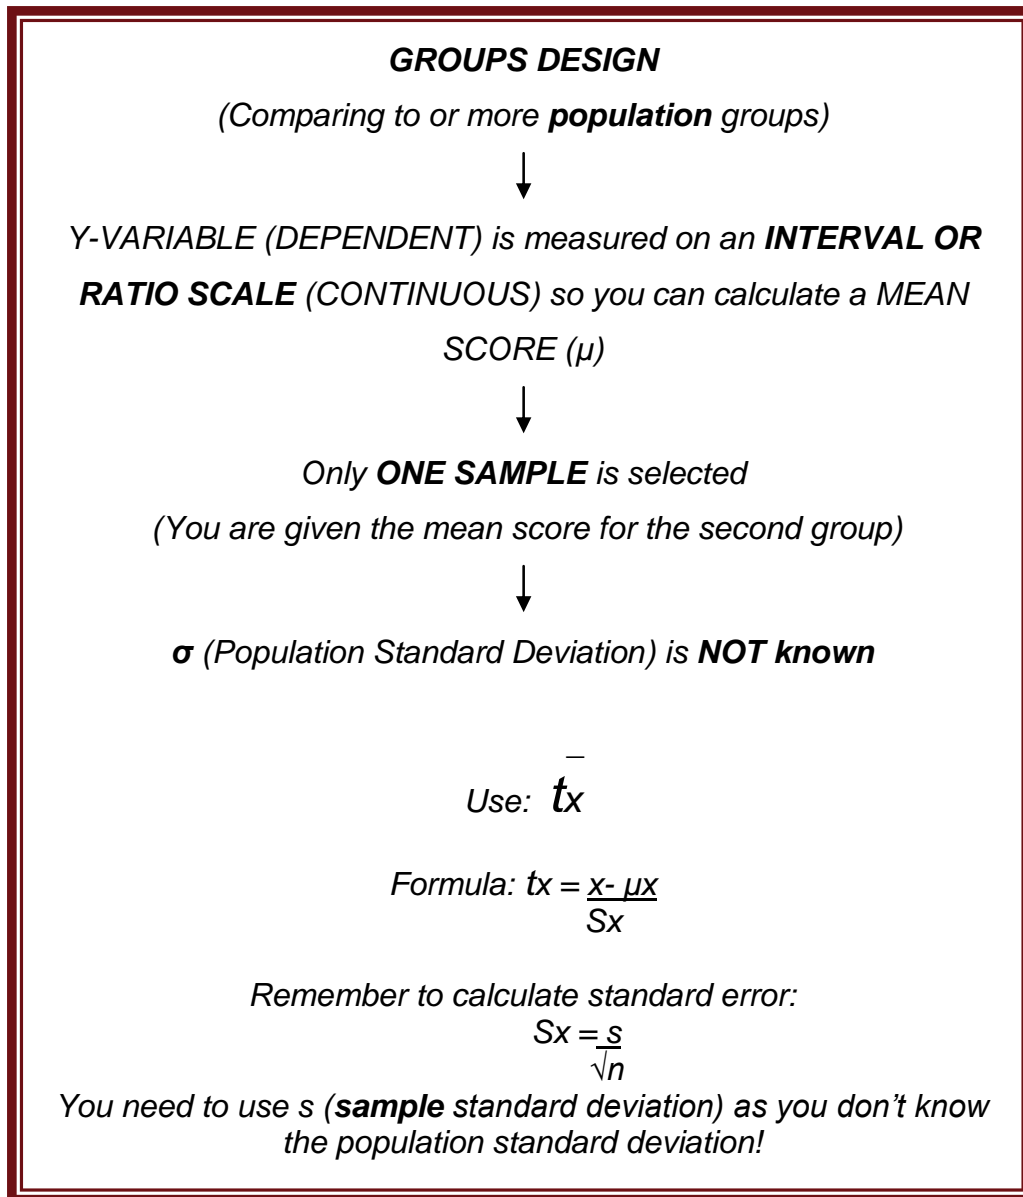 GROUPS DESIGN
(Comparing to or more population groups)
Y-VARIABLE (DEPENDENT) is measured on an INTERVAL OR
RATIO SCALE (CONTINUOUS) so you can calculate a MEAN
SCORE (µ)
Only ONE SAMPLE is selected
(You are given the mean score for the second group)
σ (Population Standard Deviation) is NOT known
_
Use: tx
Formula: tx = x- µx
Sx
Remember to calculate standard error:
Sx = s
√n
You need to use s (sample standard deviation) as you don't know
the population standard deviation!